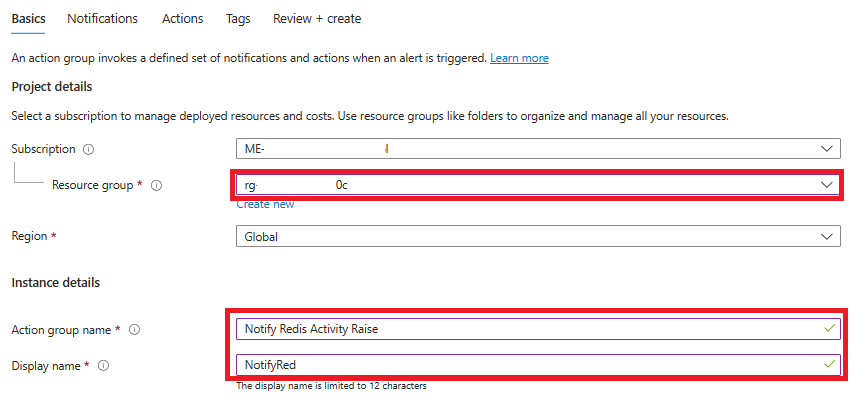 Basics Notifications Actions Tags Review + create
An action group invokes a defined set of notifications and actions when an alert is triggered. Learn more
Project details
Select a subscription to manage deployed resources and costs. Use resource groups like folders to organize and manage all your resources.
Subscription ME-
Resource group * rg- 0c
Create new
Region * Global
Instance details
Action group name * Notify Redis Activity Raise
Display name * NotifyRed
The display name is limited to 12 characters